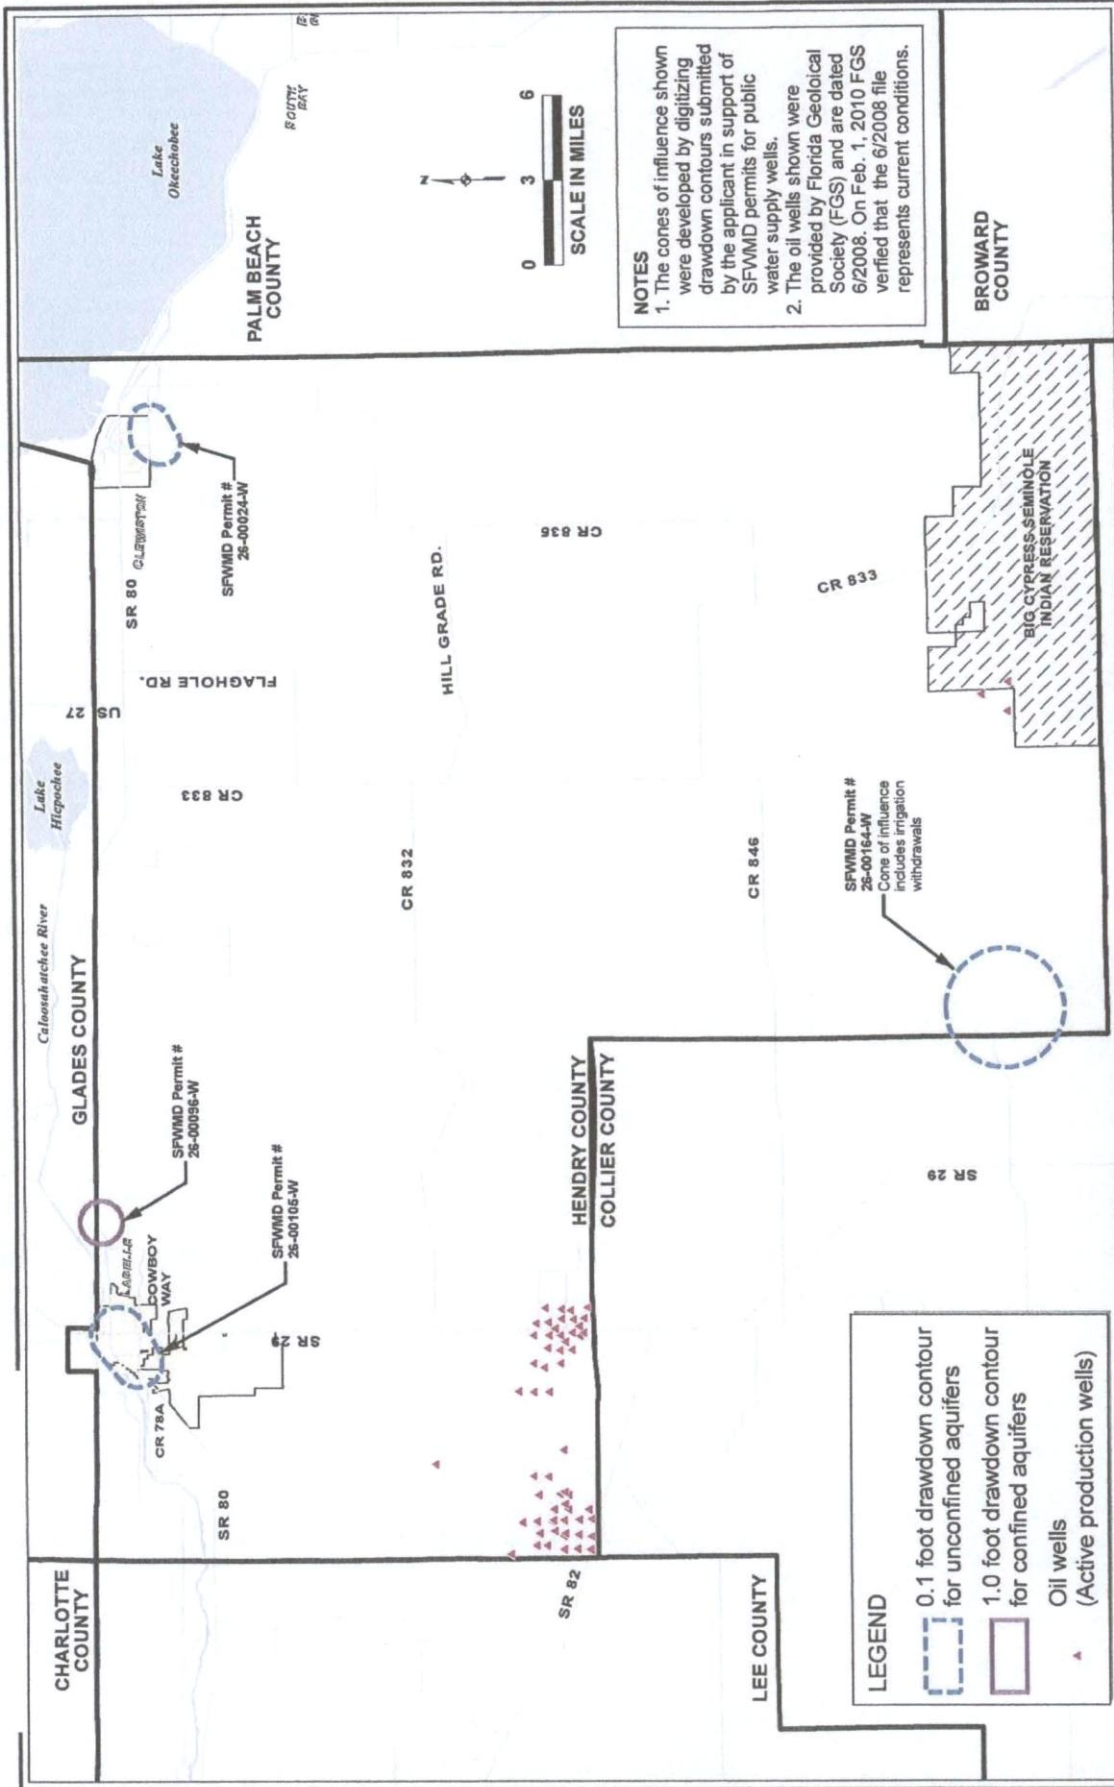 CHARLOTTE
COUNTY
GLADES COUNTY
Caloosahatchee River
Lake
Hicpochee
Lake
Okeechobee
SOUTH
BAY
PALM BEACH
COUNTY
US 27
SR 80
CLEWISTON
SFWMD Permit #
26-00024-W
FLAGHOLE RD.
CR 833
SFWMD Permit #
26-00096-W
LABELLE
COWBOY
WAY
SFWMD Permit #
26-00105-W
CR 78A
SR 29
SR 80
N
0 3 6
SCALE IN MILES
CR 832
HILL GRADE RD.
CR 835
NOTES
1. The cones of influence shown
were developed by digitizing
drawdown contours submitted
by the applicant in support of
SFWMD permits for public
water supply wells.
2. The oil wells shown were
provided by Florida Geoloical
Society (FGS) and are dated
6/2008. On Feb. 1, 2010 FGS
verfied that the 6/2008 file
represents current conditions.
SR 82
HENDRY COUNTY
COLLIER COUNTY
LEE COUNTY
CR 846
CR 833
SFWMD Permit #
26-00164-W
Cone of influence
includes irrigation
withdrawals
SR 29
BIG CYPRESS SEMINOLE
INDIAN RESERVATION
BROWARD
COUNTY
LEGEND
0.1 foot drawdown contour
for unconfined aquifers
1.0 foot drawdown contour
for confined aquifers
Oil wells
(Active production wells)